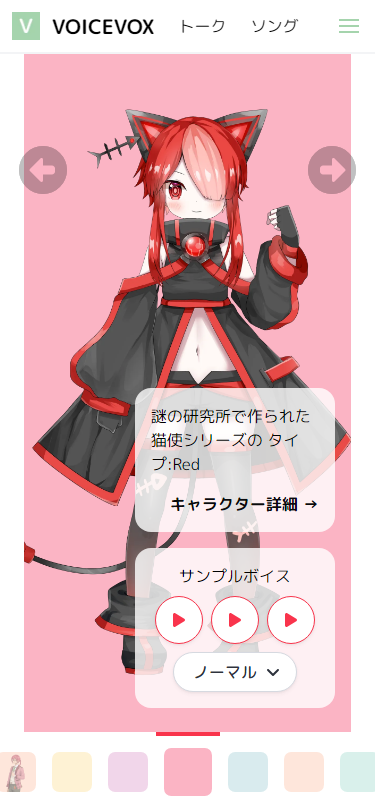 V VOICEVOX トーク ソング
謎の研究所で作られた
猫使シリーズの タイ
プ:Red
キャラクター詳細 →
サンプルボイス
ノーマル